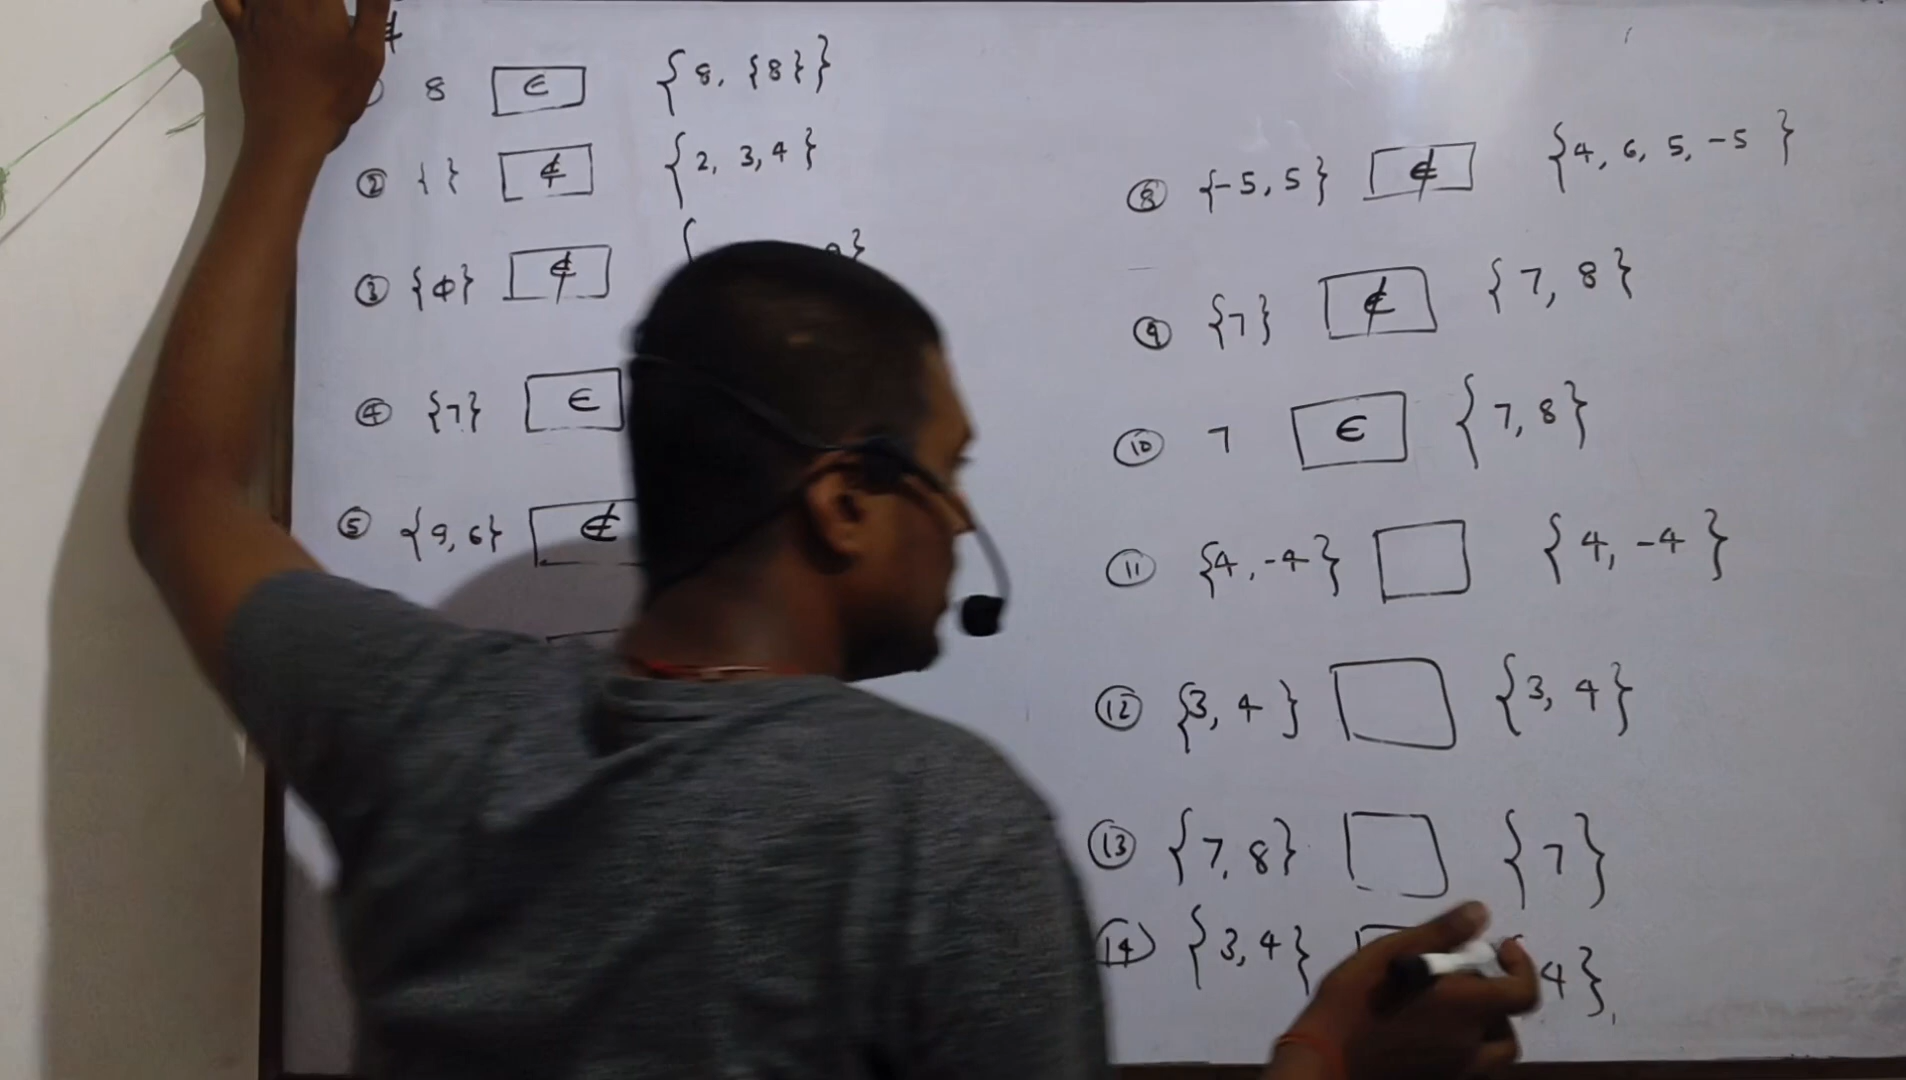 ∉
8 ∈ {8, {8}}
② { } ∉ {2, 3, 4}
③ {φ} ∉ {
④ {7} ∈
⑤ {9, 6} ∉
⑧ {-5, 5} ∉ {4, 6, 5, -5}
⑨ {7} ∉ {7, 8}
⑩ 7 ∈ {7, 8}
⑪ {4, -4} {4, -4}
⑫ {3, 4} {3, 4}
⑬ {7, 8} {7}
⑭ {3, 4} 4}